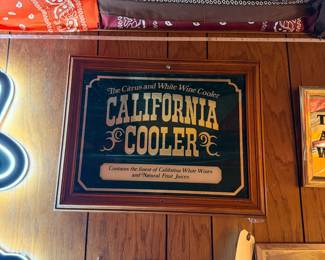 The Citrus and White Wine Cooler
CALIFORNIA
COOLER
Contains the finest of California White Wines
and Natural Fruit Juices